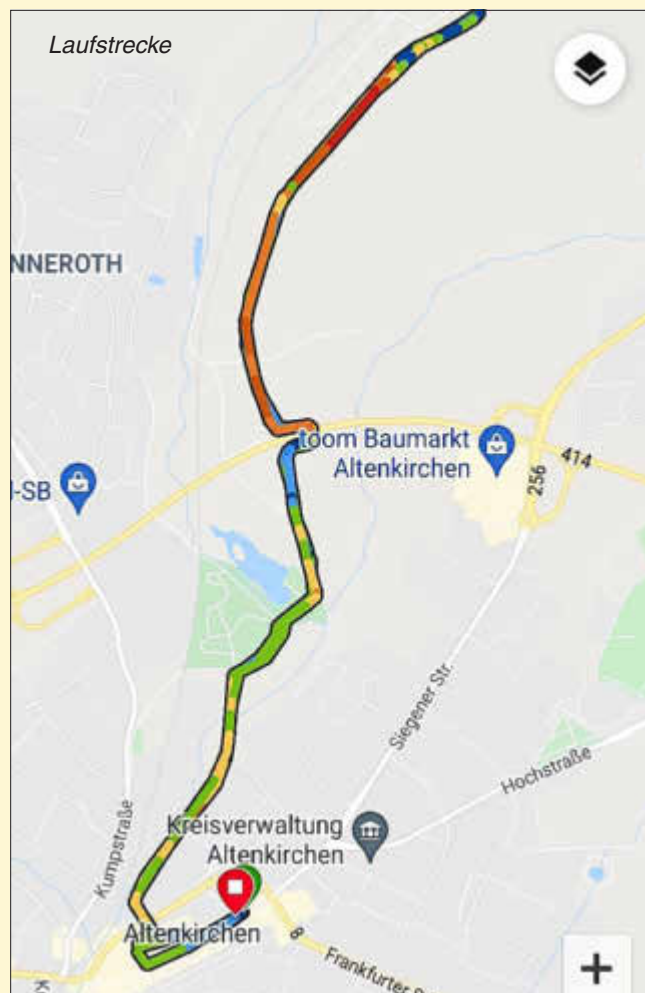 Laufstrecke
NNEROTH
toom Baumarkt
Altenkirchen
414
256
l-SB
Siegener Str.
Hochstraße
Kumpstraße
Kreisverwaltung
Altenkirchen
Altenkirchen
8
Frankfurter S
K